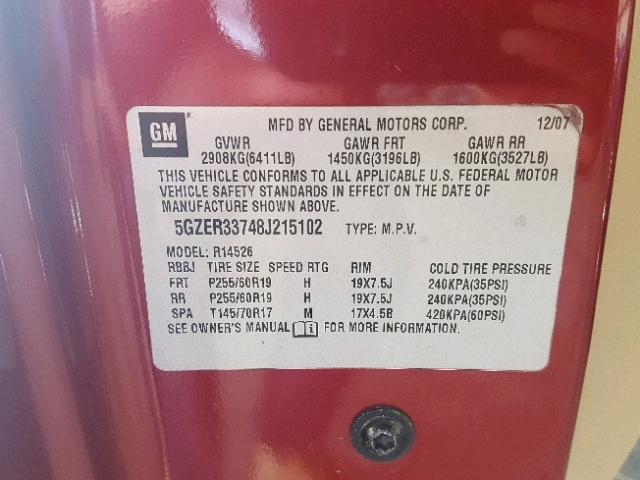 GM
MFD BY GENERAL MOTORS CORP. 12/07
GVWR GAWR FRT GAWR RR
2908KG(6411LB) 1450KG(3196LB) 1600KG(3527LB)
THIS VEHICLE CONFORMS TO ALL APPLICABLE U.S. FEDERAL MOTOR
VEHICLE SAFETY STANDARDS IN EFFECT ON THE DATE OF
MANUFACTURE SHOWN ABOVE.
5GZER33748J215102 TYPE: M.P.V.
MODEL: R14526
RBBJ TIRE SIZE SPEED RTG RIM COLD TIRE PRESSURE
FRT P255/60R19 H 19X7.5J 240KPA(35PSI)
RR P255/60R19 H 19X7.5J 240KPA(35PSI)
SPA T145/70R17 M 17X4.5B 420KPA(60PSI)
SEE OWNER'S MANUAL FOR MORE INFORMATION.